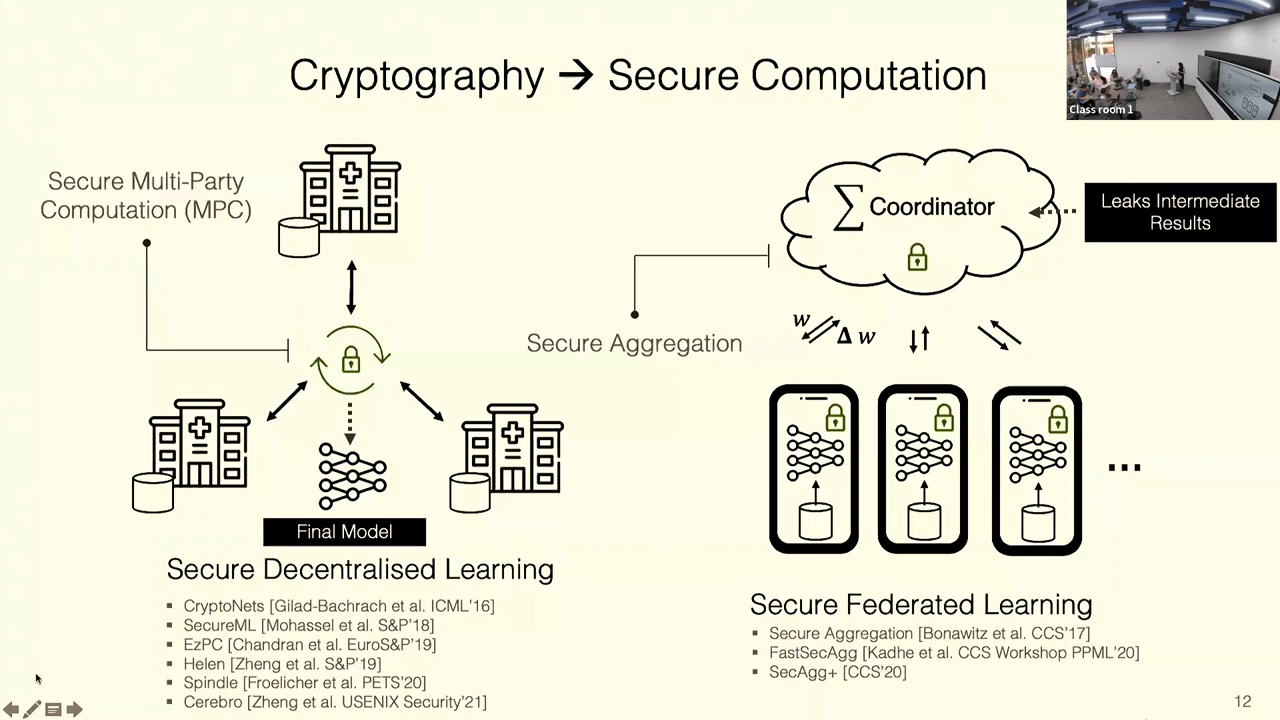 Cryptography → Secure Computation
Class room 1
Secure Multi-Party
Computation (MPC)
∑ Coordinator
Leaks Intermediate
Results
w
Δ w
Secure Aggregation
...
Final Model
Secure Decentralised Learning
▪ CryptoNets [Gilad-Bachrach et al. ICML'16]
▪ SecureML [Mohassel et al. S&P'18]
▪ EzPC [Chandran et al. EuroS&P'19]
▪ Helen [Zheng et al. S&P'19]
▪ Spindle [Froelicher et al. PETS'20]
▪ Cerebro [Zheng et al. USENIX Security'21]
Secure Federated Learning
▪ Secure Aggregation [Bonawitz et al. CCS'17]
▪ FastSecAgg [Kadhe et al. CCS Workshop PPML'20]
▪ SecAgg+ [CCS'20]
12